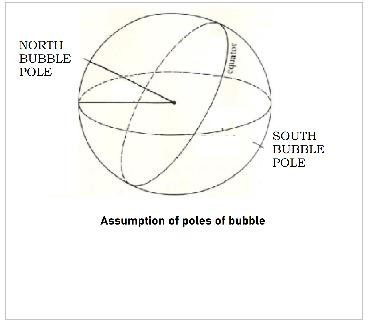 NORTH
BUBBLE
POLE
equator
SOUTH
BUBBLE
POLE
Assumption of poles of bubble